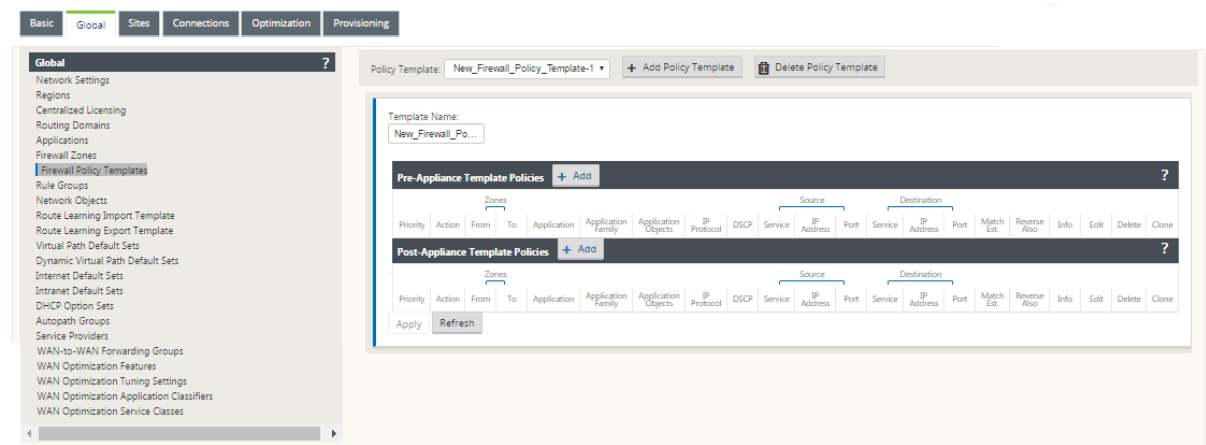 Basic Global Sites Connections Optimization Provisioning
Global ?
Network Settings
Regions
Centralized Licensing
Routing Domains
Applications
Firewall Zones
Firewall Policy Templates
Rule Groups
Network Objects
Route Learning Import Template
Route Learning Export Template
Virtual Path Default Sets
Dynamic Virtual Path Default Sets
Internet Default Sets
Intranet Default Sets
DHCP Option Sets
Autopath Groups
Service Providers
WAN-to-WAN Forwarding Groups
WAN Optimization Features
WAN Optimization Tuning Settings
WAN Optimization Application Classifiers
WAN Optimization Service Classes
Policy Template: New_Firewall_Policy_Template-1 + Add Policy Template Delete Policy Template
Template Name:
New_Firewall_Po...
Pre-Appliance Template Policies + Add ?
Zones Source Destination
Priority Action From To Application Application Family Application Objects IP Protocol DSCP Service IP Address Port Service IP Address Port Match Est. Reverse Also Info Edit Delete Clone
Post-Appliance Template Policies + Add ?
Zones Source Destination
Priority Action From To Application Application Family Application Objects IP Protocol DSCP Service IP Address Port Service IP Address Port Match Est. Reverse Also Info Edit Delete Clone
Apply Refresh